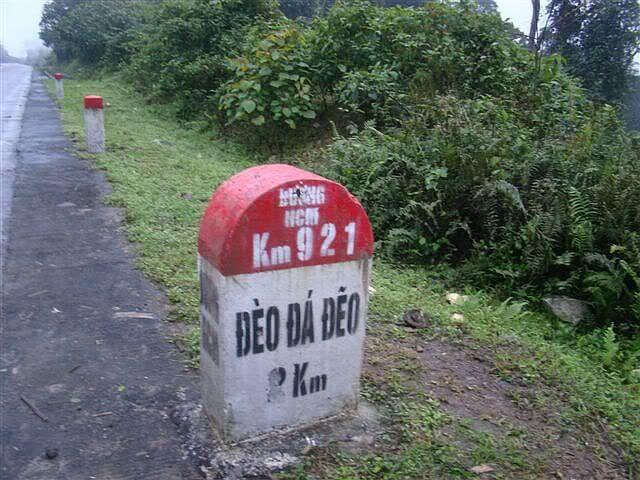 ĐƯỜNG
HCM
Km 921
ĐÈO ĐÁ ĐẼO
2 Km